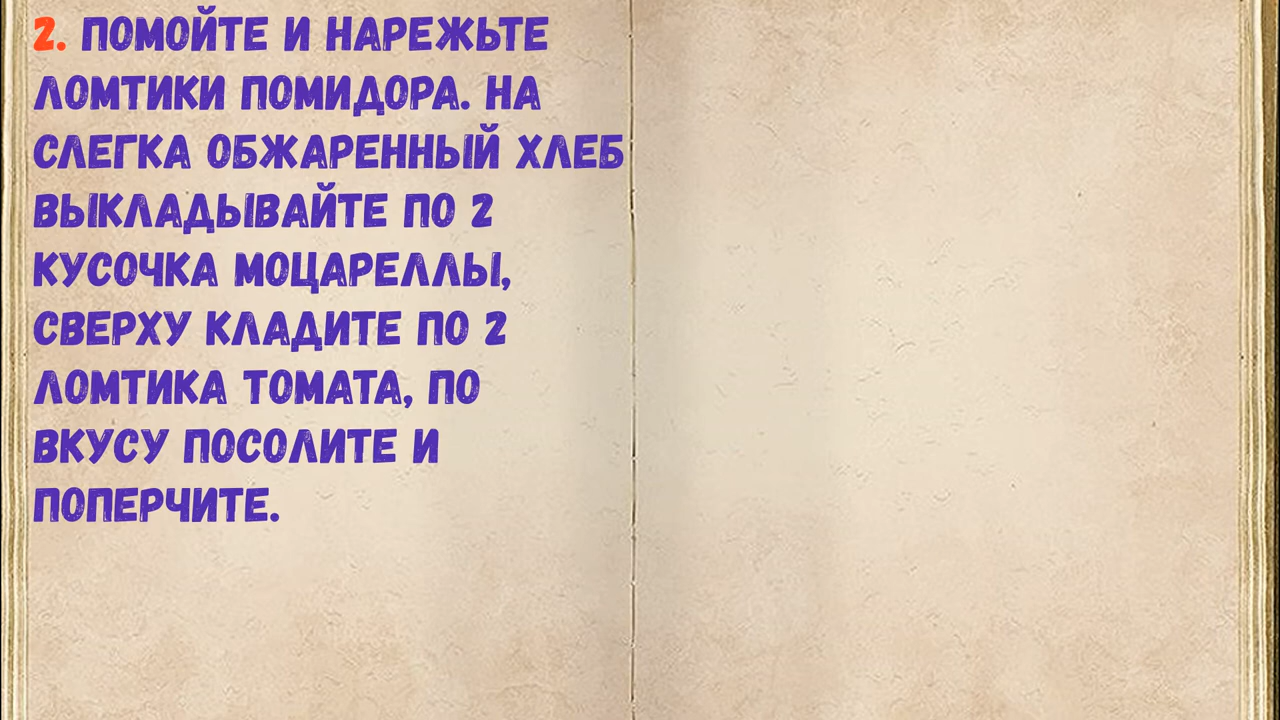 2. ПОМОЙТЕ И НАРЕЖЬТЕ
ЛОМТИКИ ПОМИДОРА. НА
СЛЕГКА ОБЖАРЕННЫЙ ХЛЕБ
ВЫКЛАДЫВАЙТЕ ПО 2
КУСОЧКА МОЦАРЕЛЛЫ,
СВЕРХУ КЛАДИТЕ ПО 2
ЛОМТИКА ТОМАТА, ПО
ВКУСУ ПОСОЛИТЕ И
ПОПЕРЧИТЕ.